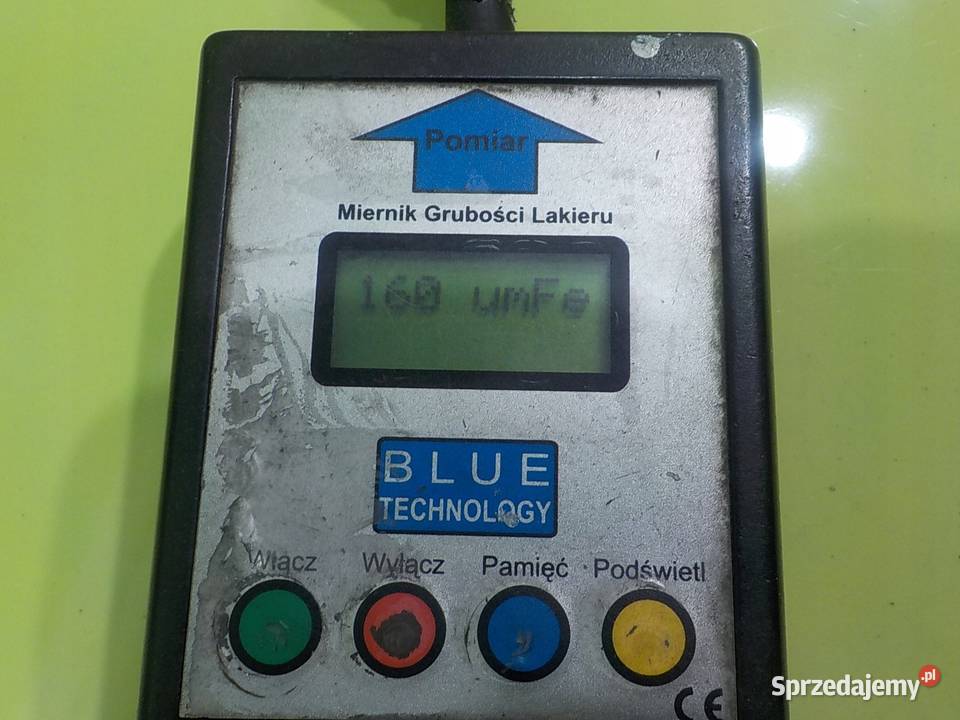 Pomiar
Miernik Grubości Lakieru
160 umFe
BLUE
TECHNOLOGY
Włącz Wyłącz Pamięć Podświetl
CE
Sprzedajemy.pl